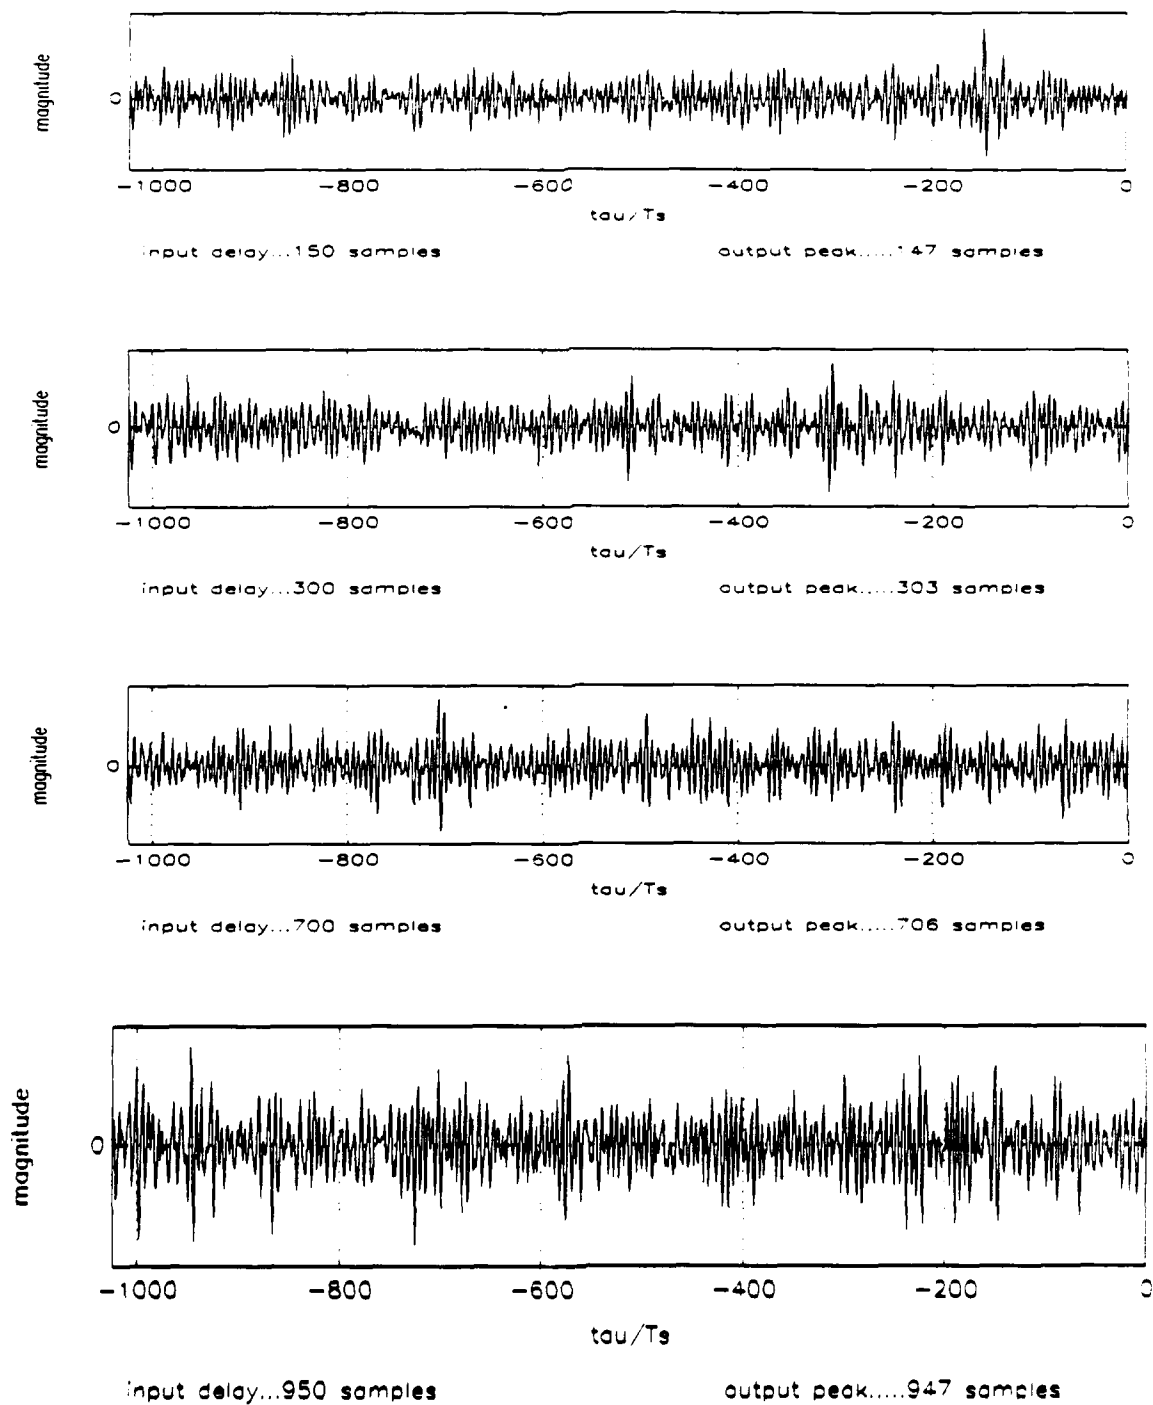 magnitude
0
-1000 -800 -600 -400 -200 0
tau/Ts
input delay...150 samples output peak.....147 samples
magnitude
0
-1000 -800 -600 -400 -200 0
tau/Ts
input delay...300 samples output peak.....303 samples
magnitude
0
-1000 -800 -600 -400 -200 0
tau/Ts
input delay...700 samples output peak.....706 samples
magnitude
0
-1000 -800 -600 -400 -200 0
tau/Ts
input delay...950 samples output peak.....947 samples